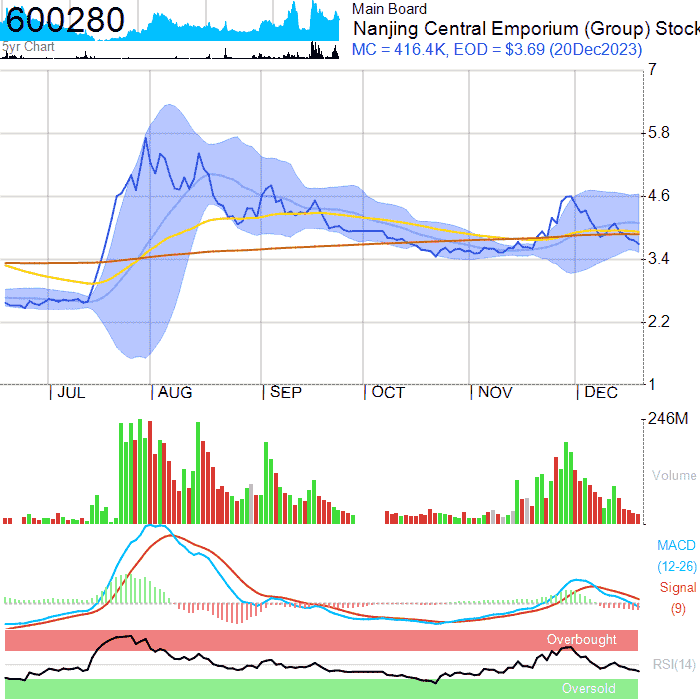 600280
5yr Chart
Main Board
Nanjing Central Emporium (Group) Stock
MC = 416.4K, EOD = $3.69 (20Dec2023)
7
5.8
4.6
3.4
2.2
1
| JUL | AUG | SEP | OCT | NOV | DEC
246M
Volume
MACD
(12-26)
Signal
(9)
Overbought
RSI(14)
Oversold